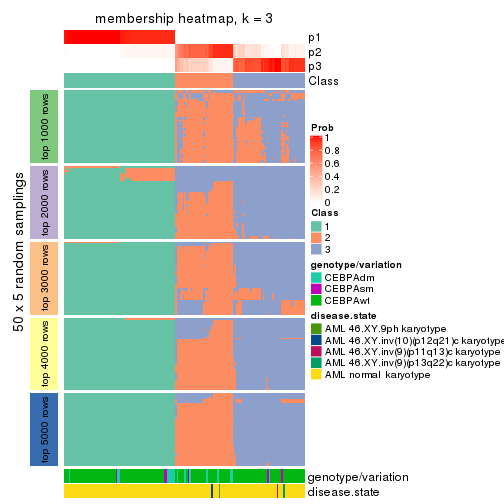 membership heatmap, k = 3
p1
p2
p3
Class
50 x 5 random samplings
top 1000 rows
top 2000 rows
top 3000 rows
top 4000 rows
top 5000 rows
Prob
1
0.8
0.6
0.4
0.2
0
Class
1
2
3
genotype/variation
CEBPAdm
CEBPAsm
CEBPAwt
disease.state
AML 46.XY.9ph karyotype
AML 46.XY.inv(10)(p12q21)c karyotype
AML 46.XY.inv(9)(p11q13)c karyotype
AML 46.XY.inv(9)(p13q22)c karyotype
AML normal karyotype
genotype/variation
disease.state